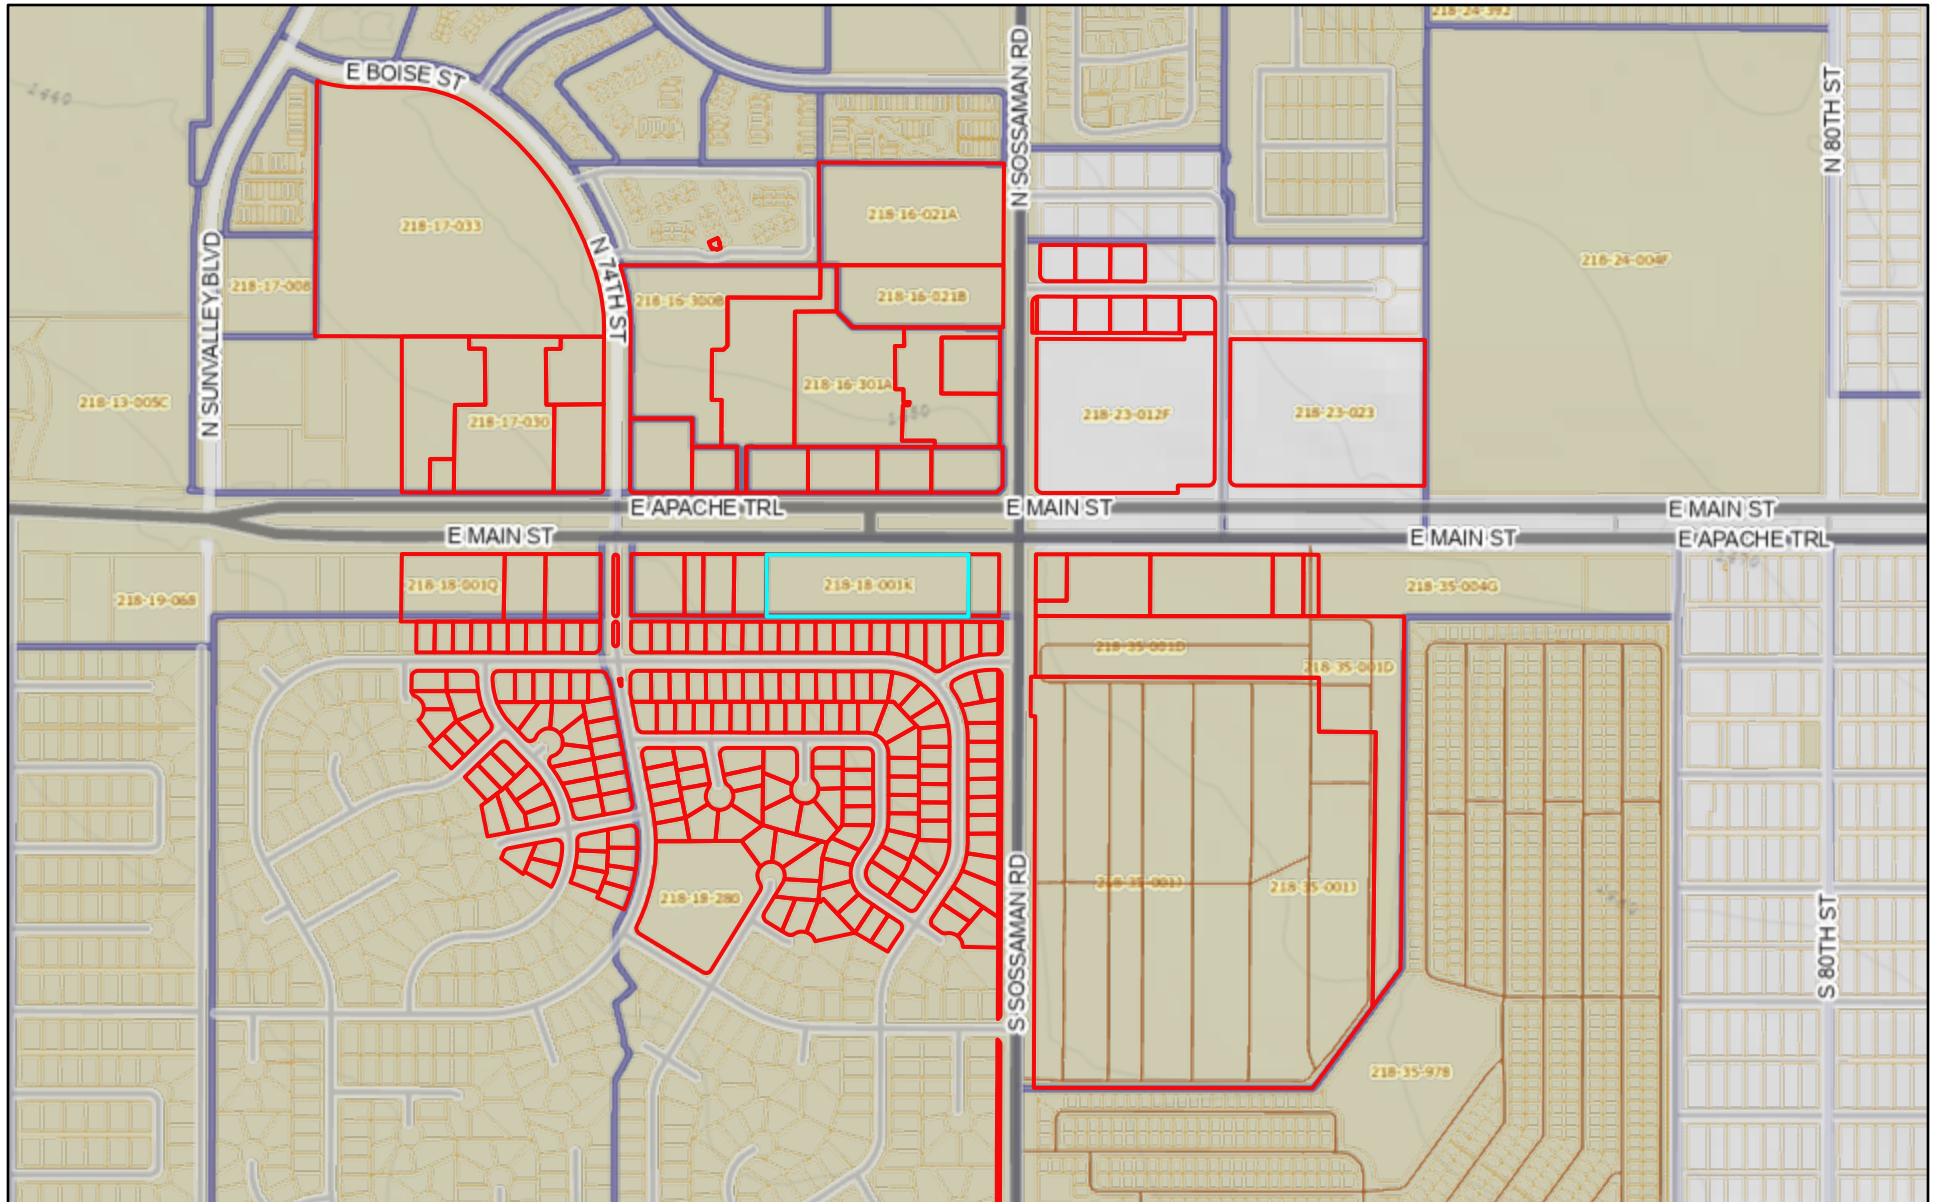 218-24-392
E BOISE ST
N SOSSAMAN RD
N 80TH ST
1440
218-17-033
218-16-021A
N SUNVALLEY BLVD
N 74TH ST
218-24-004F
218-17-008
218-16-300B
218-16-021B
218-13-005C
218-16-301A
218-23-012F
218-23-023
218-17-030
E APACHE TRL
E MAIN ST
E MAIN ST
E MAIN ST
E MAIN ST
E APACHE TRL
218-19-068
218-18-001Q
218-18-001K
218-35-004G
218-35-001D
218-35-001D
218-18-280
218-35-001J
218-35-001J
S SOSSAMAN RD
S 80TH ST
218-35-978